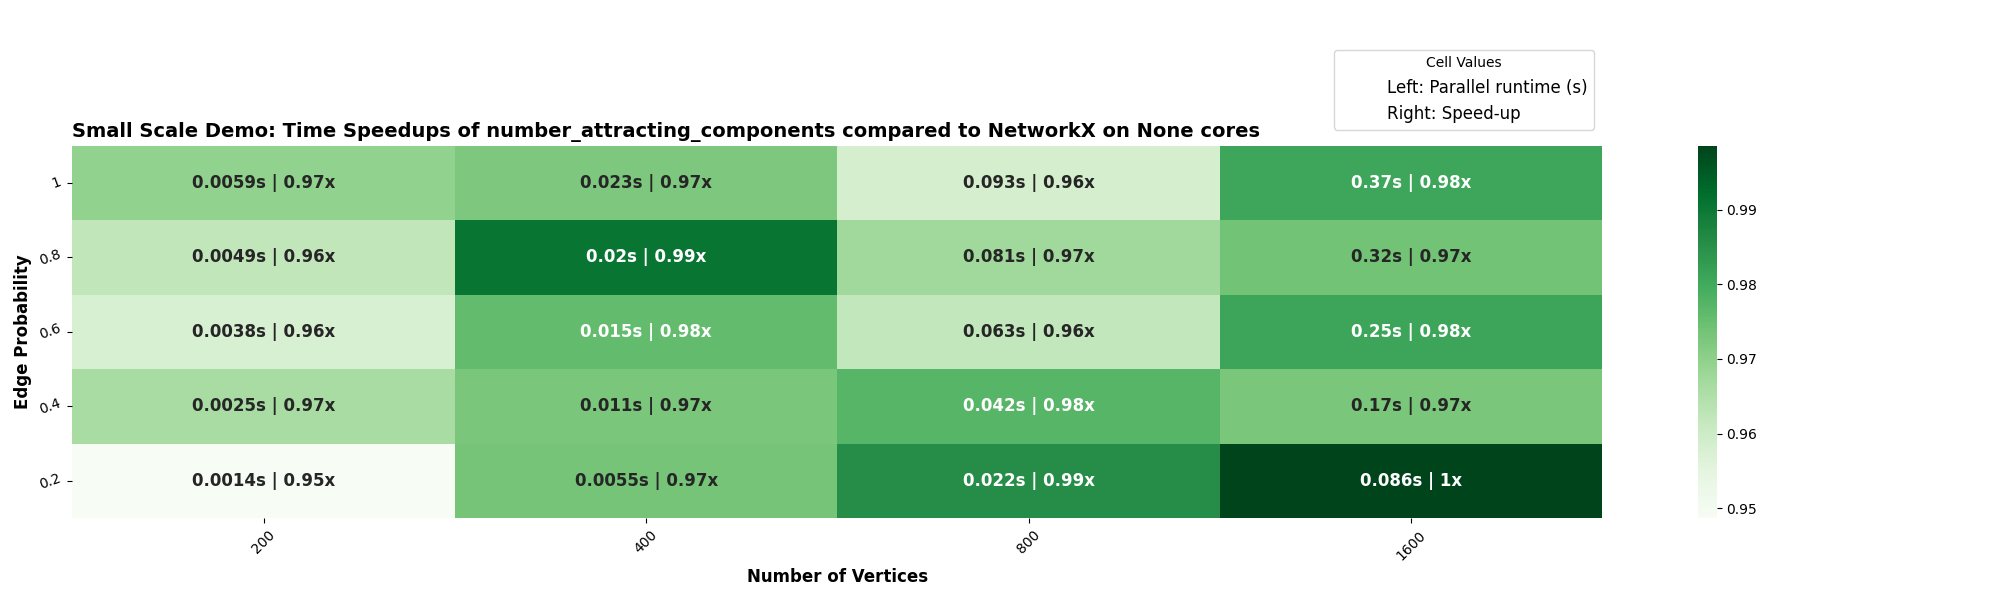 Cell Values
Left: Parallel runtime (s)
Right: Speed-up
Small Scale Demo: Time Speedups of number_attracting_components compared to NetworkX on None cores
Edge Probability
1
0.0059s | 0.97x
0.023s | 0.97x
0.093s | 0.96x
0.37s | 0.98x
0.8
0.0049s | 0.96x
0.02s | 0.99x
0.081s | 0.97x
0.32s | 0.97x
0.6
0.0038s | 0.96x
0.015s | 0.98x
0.063s | 0.96x
0.25s | 0.98x
0.4
0.0025s | 0.97x
0.011s | 0.97x
0.042s | 0.98x
0.17s | 0.97x
0.2
0.0014s | 0.95x
0.0055s | 0.97x
0.022s | 0.99x
0.086s | 1x
200
400
800
1600
Number of Vertices
0.99
0.98
0.97
0.96
0.95